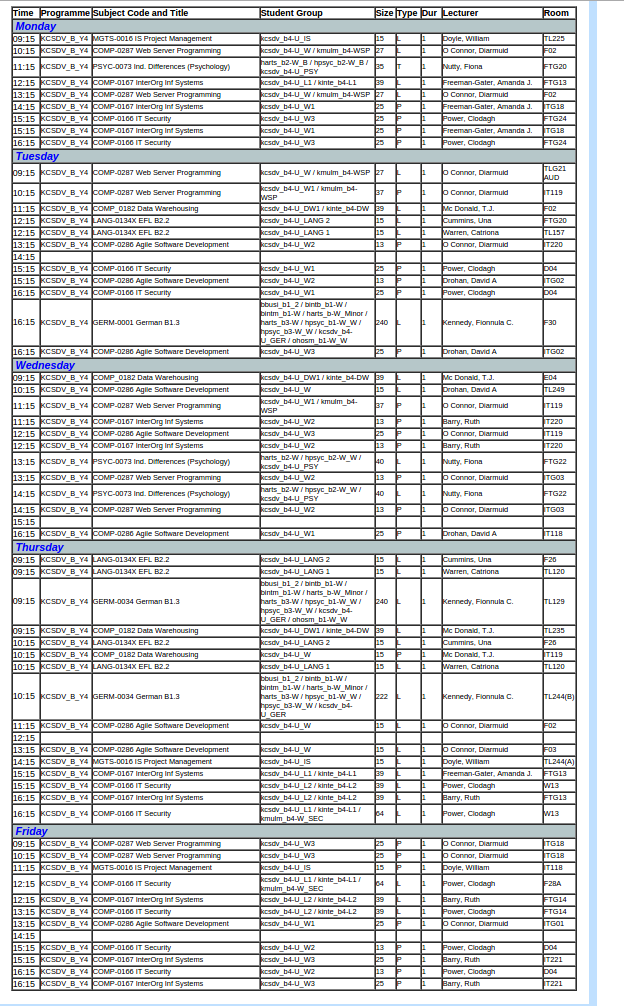 Time Programme Subject Code and Title Student Group Size Type Dur Lecturer Room
Monday
09:15 KCSDV_B_Y4 MGTS-0016 IS Project Management kcsdv_b4-U_IS 15 L 1 Doyle, William TL225
10:15 KCSDV_B_Y4 COMP-0287 Web Server Programming kcsdv_b4-U_W / kmulm_b4-WSP 27 L 1 O Connor, Diarmuid F02
11:15 KCSDV_B_Y4 PSYC-0073 Ind. Differences (Psychology) harts_b2-W_B / hpsyc_b2-W_B / kcsdv_b4-U_PSY 35 T 1 Nutty, Fiona FTG20
12:15 KCSDV_B_Y4 COMP-0167 InterOrg Inf Systems kcsdv_b4-U_L1 / kinte_b4-L1 39 L 1 Freeman-Gater, Amanda J. FTG13
13:15 KCSDV_B_Y4 COMP-0287 Web Server Programming kcsdv_b4-U_W / kmulm_b4-WSP 27 L 1 O Connor, Diarmuid F02
14:15 KCSDV_B_Y4 COMP-0167 InterOrg Inf Systems kcsdv_b4-U_W1 25 P 1 Freeman-Gater, Amanda J. ITG18
15:15 KCSDV_B_Y4 COMP-0166 IT Security kcsdv_b4-U_W3 25 P 1 Power, Clodagh FTG24
15:15 KCSDV_B_Y4 COMP-0167 InterOrg Inf Systems kcsdv_b4-U_W1 25 P 1 Freeman-Gater, Amanda J. ITG18
16:15 KCSDV_B_Y4 COMP-0166 IT Security kcsdv_b4-U_W3 25 P 1 Power, Clodagh FTG24
Tuesday
09:15 KCSDV_B_Y4 COMP-0287 Web Server Programming kcsdv_b4-U_W / kmulm_b4-WSP 27 L 1 O Connor, Diarmuid TLG21 AUD
10:15 KCSDV_B_Y4 COMP-0287 Web Server Programming kcsdv_b4-U_W1 / kmulm_b4-WSP 37 P 1 O Connor, Diarmuid IT119
11:15 KCSDV_B_Y4 COMP_0182 Data Warehousing kcsdv_b4-U_DW1 / kinte_b4-DW 39 L 1 Mc Donald, T.J. F02
12:15 KCSDV_B_Y4 LANG-0134X EFL B2.2 kcsdv_b4-U_LANG 2 15 L 1 Cummins, Una FTG20
12:15 KCSDV_B_Y4 LANG-0134X EFL B2.2 kcsdv_b4-U_LANG 1 15 L 1 Warren, Catriona TL157
13:15 KCSDV_B_Y4 COMP-0286 Agile Software Development kcsdv_b4-U_W2 13 P 1 O Connor, Diarmuid IT220
14:15
15:15 KCSDV_B_Y4 COMP-0166 IT Security kcsdv_b4-U_W1 25 P 1 Power, Clodagh D04
15:15 KCSDV_B_Y4 COMP-0286 Agile Software Development kcsdv_b4-U_W2 13 P 1 Drohan, David A ITG02
16:15 KCSDV_B_Y4 COMP-0166 IT Security kcsdv_b4-U_W1 25 P 1 Power, Clodagh D04
16:15 KCSDV_B_Y4 GERM-0001 German B1.3 bbusi_b1_2 / bintb_b1-W / bintm_b1-W / harts_b-W_Minor / harts_b3-W / hpsyc_b1-W_W / hpsyc_b3-W_W / kcsdv_b4-U_GER / ohosm_b1-W_W 240 L 1 Kennedy, Fionnula C. F30
16:15 KCSDV_B_Y4 COMP-0286 Agile Software Development kcsdv_b4-U_W3 25 P 1 Drohan, David A ITG02
Wednesday
09:15 KCSDV_B_Y4 COMP_0182 Data Warehousing kcsdv_b4-U_DW1 / kinte_b4-DW 39 L 1 Mc Donald, T.J. E04
10:15 KCSDV_B_Y4 COMP-0286 Agile Software Development kcsdv_b4-U_W 15 L 1 Drohan, David A TL249
11:15 KCSDV_B_Y4 COMP-0287 Web Server Programming kcsdv_b4-U_W1 / kmulm_b4-WSP 37 P 1 O Connor, Diarmuid IT119
11:15 KCSDV_B_Y4 COMP-0167 InterOrg Inf Systems kcsdv_b4-U_W2 13 P 1 Barry, Ruth IT220
12:15 KCSDV_B_Y4 COMP-0286 Agile Software Development kcsdv_b4-U_W3 25 P 1 O Connor, Diarmuid IT119
12:15 KCSDV_B_Y4 COMP-0167 InterOrg Inf Systems kcsdv_b4-U_W2 13 P 1 Barry, Ruth IT220
13:15 KCSDV_B_Y4 PSYC-0073 Ind. Differences (Psychology) harts_b2-W / hpsyc_b2-W_W / kcsdv_b4-U_PSY 40 L 1 Nutty, Fiona FTG22
13:15 KCSDV_B_Y4 COMP-0287 Web Server Programming kcsdv_b4-U_W2 13 P 1 O Connor, Diarmuid ITG03
14:15 KCSDV_B_Y4 PSYC-0073 Ind. Differences (Psychology) harts_b2-W / hpsyc_b2-W_W / kcsdv_b4-U_PSY 40 L 1 Nutty, Fiona FTG22
14:15 KCSDV_B_Y4 COMP-0287 Web Server Programming kcsdv_b4-U_W2 13 P 1 O Connor, Diarmuid ITG03
15:15
16:15 KCSDV_B_Y4 COMP-0286 Agile Software Development kcsdv_b4-U_W1 25 P 1 Drohan, David A IT118
Thursday
09:15 KCSDV_B_Y4 LANG-0134X EFL B2.2 kcsdv_b4-U_LANG 2 15 L 1 Cummins, Una F26
09:15 KCSDV_B_Y4 LANG-0134X EFL B2.2 kcsdv_b4-U_LANG 1 15 L 1 Warren, Catriona TL120
09:15 KCSDV_B_Y4 GERM-0034 German B1.3 bbusi_b1_2 / bintb_b1-W / bintm_b1-W / harts_b-W_Minor / harts_b3-W / hpsyc_b1-W_W / hpsyc_b3-W_W / kcsdv_b4-U_GER / ohosm_b1-W 240 L 1 Kennedy, Fionnula C. TL129
09:15 KCSDV_B_Y4 COMP_0182 Data Warehousing kcsdv_b4-U_DW1 / kinte_b4-DW 39 L 1 Mc Donald, T.J. TL235
10:15 KCSDV_B_Y4 LANG-0134X EFL B2.2 kcsdv_b4-U_LANG 2 15 L 1 Cummins, Una F26
10:15 KCSDV_B_Y4 COMP_0182 Data Warehousing kcsdv_b4-U_W 15 P 1 Mc Donald, T.J. IT119
10:15 KCSDV_B_Y4 LANG-0134X EFL B2.2 kcsdv_b4-U_LANG 1 15 L 1 Warren, Catriona TL120
10:15 KCSDV_B_Y4 GERM-0034 German B1.3 bbusi_b1_2 / bintb_b1-W / bintm_b1-W / harts_b-W_Minor / harts_b3-W / hpsyc_b1-W_W / hpsyc_b3-W / kcsdv_b4-U_GER 222 L 1 Kennedy, Fionnula C. TL244(B)
11:15 KCSDV_B_Y4 COMP-0286 Agile Software Development kcsdv_b4-U_W 15 L 1 O Connor, Diarmuid F02
12:15
13:15 KCSDV_B_Y4 COMP-0286 Agile Software Development kcsdv_b4-U_W 15 L 1 O Connor, Diarmuid F03
14:15 KCSDV_B_Y4 MGTS-0016 IS Project Management kcsdv_b4-U_IS 15 L 1 Doyle, William TL244(A)
15:15 KCSDV_B_Y4 COMP-0167 InterOrg Inf Systems kcsdv_b4-U_L1 / kinte_b4-L1 39 L 1 Freeman-Gater, Amanda J. FTG13
15:15 KCSDV_B_Y4 COMP-0166 IT Security kcsdv_b4-U_L2 / kinte_b4-L2 39 L 1 Power, Clodagh W13
16:15 KCSDV_B_Y4 COMP-0167 InterOrg Inf Systems kcsdv_b4-U_L2 / kinte_b4-L2 39 L 1 Barry, Ruth FTG13
16:15 KCSDV_B_Y4 COMP-0166 IT Security kcsdv_b4-U_L1 / kinte_b4-L1 / kmulm_b4-W_SEC 64 L 1 Power, Clodagh W13
Friday
09:15 KCSDV_B_Y4 COMP-0287 Web Server Programming kcsdv_b4-U_W3 25 P 1 O Connor, Diarmuid ITG18
10:15 KCSDV_B_Y4 COMP-0287 Web Server Programming kcsdv_b4-U_W3 25 P 1 O Connor, Diarmuid ITG18
11:15 KCSDV_B_Y4 MGTS-0016 IS Project Management kcsdv_b4-U_IS 15 P 1 Doyle, William IT118
12:15 KCSDV_B_Y4 COMP-0166 IT Security kcsdv_b4-U_L1 / kinte_b4-L1 / kmulm_b4-W_SEC 64 L 1 Power, Clodagh F28A
12:15 KCSDV_B_Y4 COMP-0167 InterOrg Inf Systems kcsdv_b4-U_L2 / kinte_b4-L2 39 L 1 Barry, Ruth FTG14
13:15 KCSDV_B_Y4 COMP-0166 IT Security kcsdv_b4-U_L2 / kinte_b4-L2 39 L 1 Power, Clodagh FTG14
13:15 KCSDV_B_Y4 COMP-0286 Agile Software Development kcsdv_b4-U_W1 25 P 1 O Connor, Diarmuid ITG01
14:15
15:15 KCSDV_B_Y4 COMP-0166 IT Security kcsdv_b4-U_W2 13 P 1 Power, Clodagh D04
15:15 KCSDV_B_Y4 COMP-0167 InterOrg Inf Systems kcsdv_b4-U_W3 25 P 1 Barry, Ruth IT221
16:15 KCSDV_B_Y4 COMP-0166 IT Security kcsdv_b4-U_W2 13 P 1 Power, Clodagh D04
16:15 KCSDV_B_Y4 COMP-0167 InterOrg Inf Systems kcsdv_b4-U_W3 25 P 1 Barry, Ruth IT221